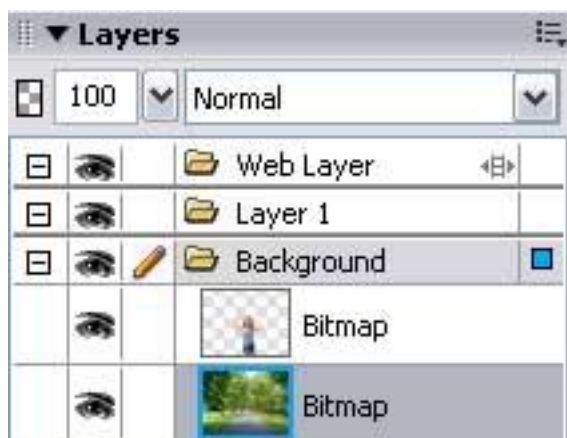 Layers
100 Normal
Web Layer
Layer 1
Background
Bitmap
Bitmap